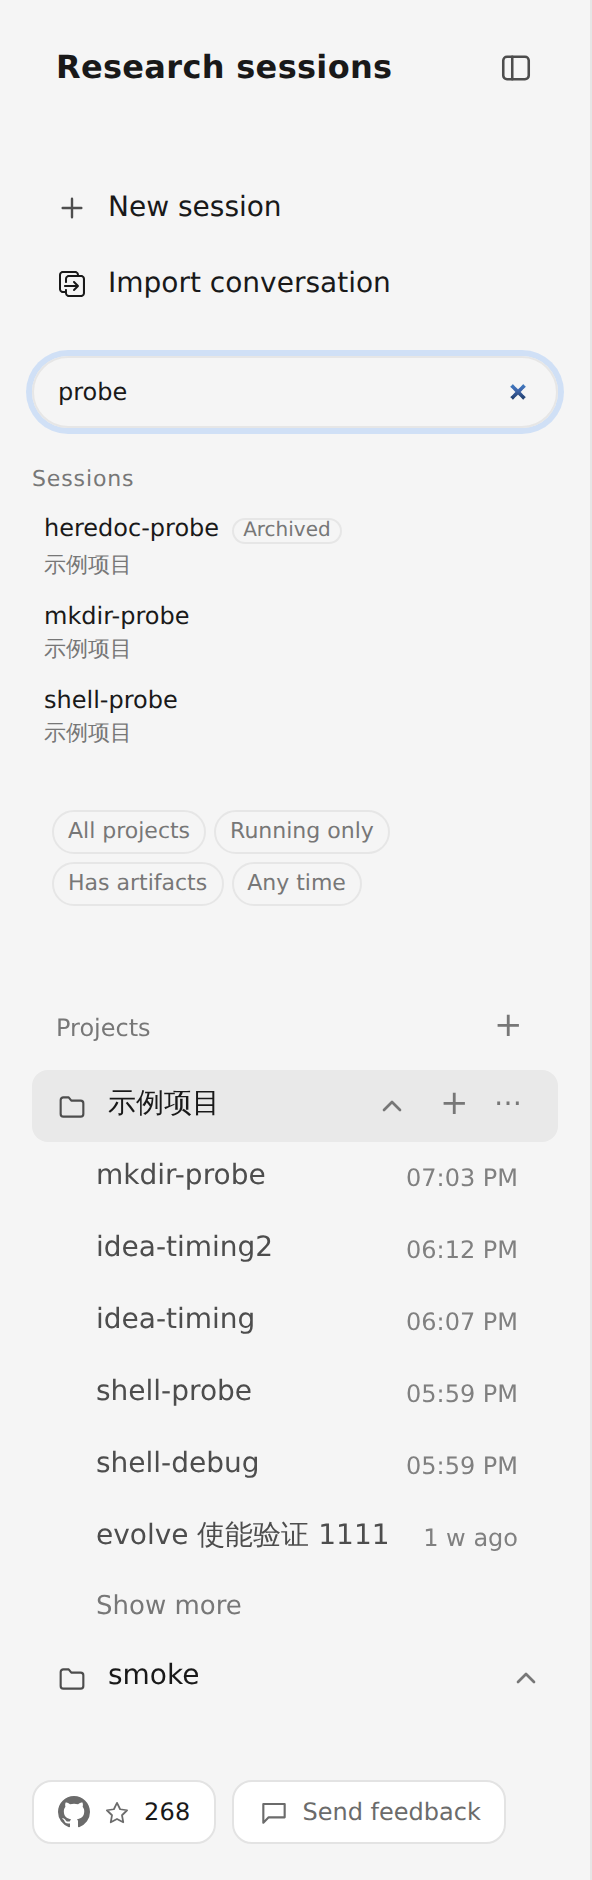 Research sessions
New session
Import conversation
probe
Sessions
heredoc-probe Archived
示例项目
mkdir-probe
示例项目
shell-probe
示例项目
All projects Running only
Has artifacts Any time
Projects
示例项目
mkdir-probe 07:03 PM
idea-timing2 06:12 PM
idea-timing 06:07 PM
shell-probe 05:59 PM
shell-debug 05:59 PM
evolve 使能验证 1111 1 w ago
Show more
smoke
268 Send feedback